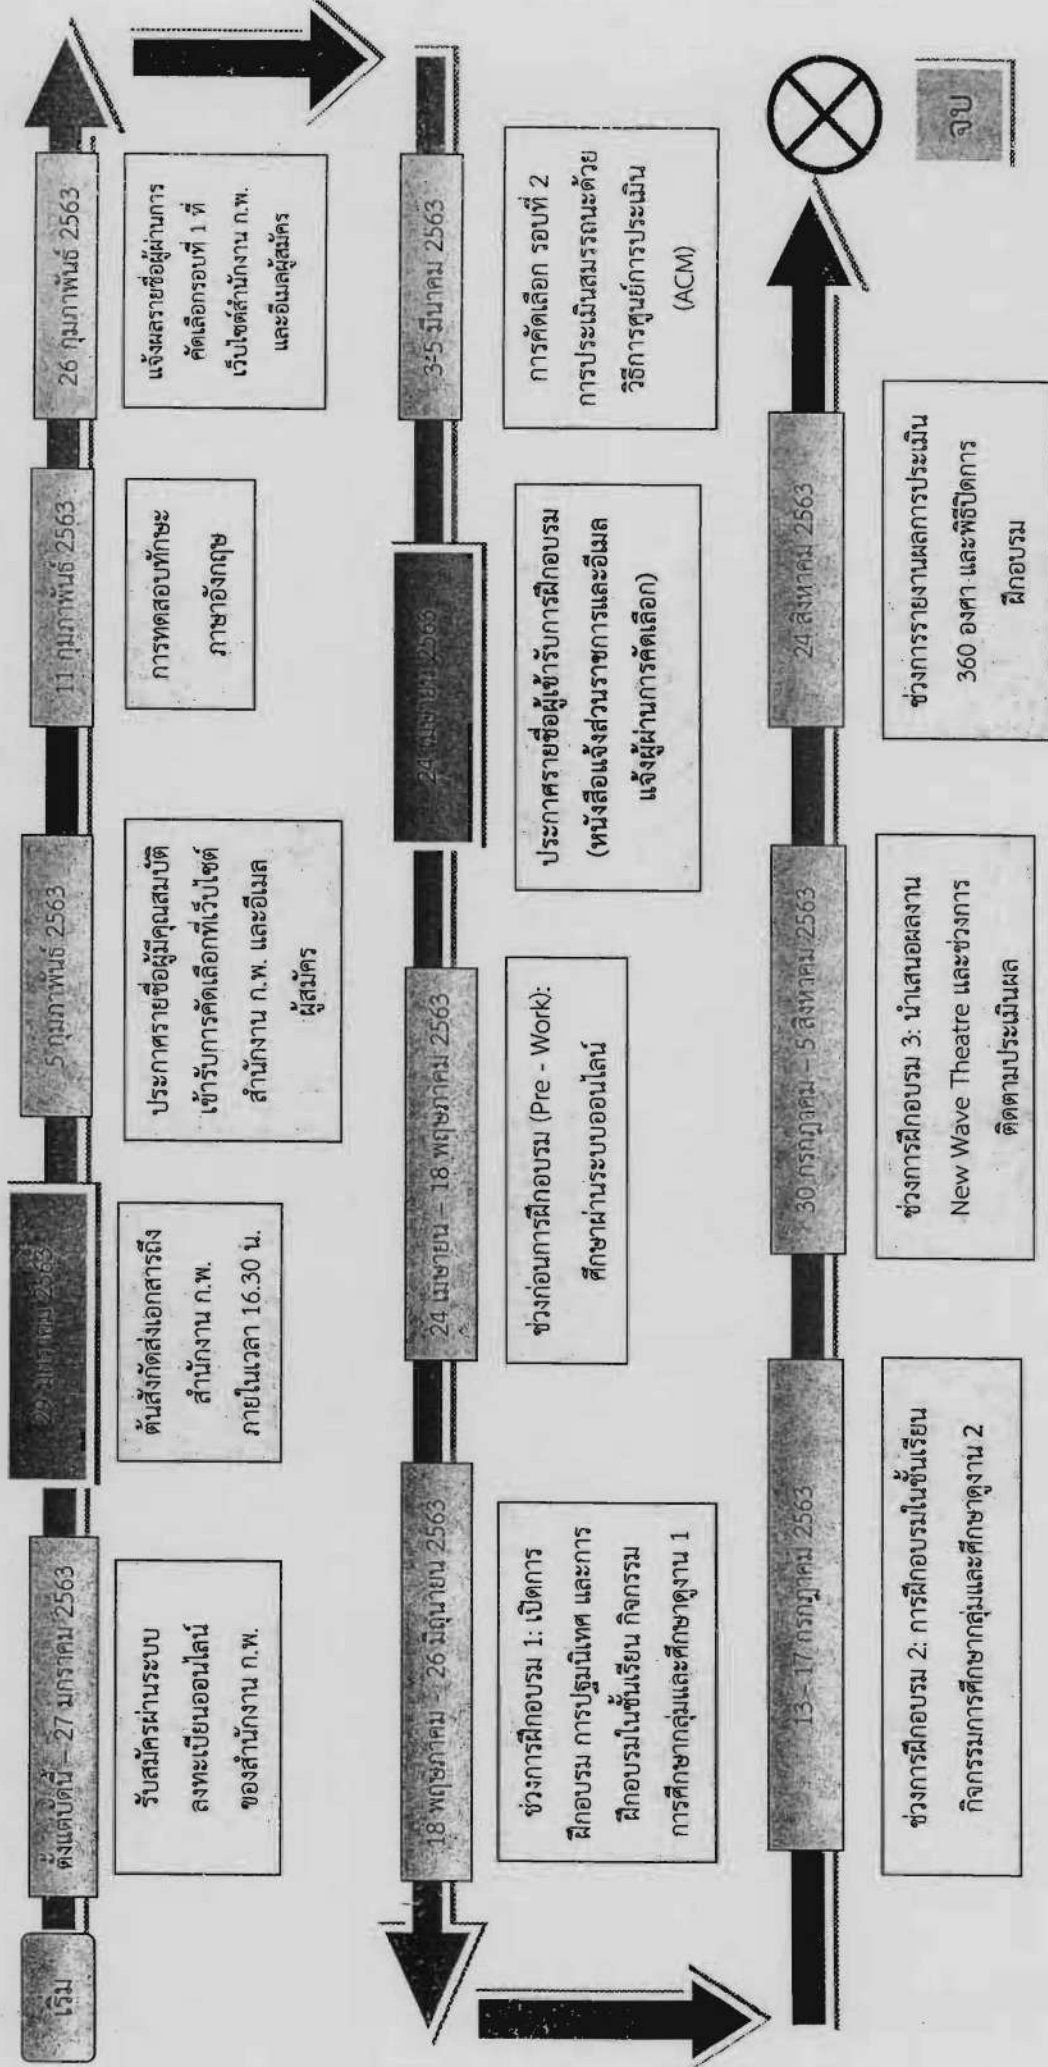 เริ่ม
ตั้งแต่บัดนี้ – 27 มกราคม 2563
รับสมัครผ่านระบบ
ลงทะเบียนออนไลน์
ของสำนักงาน ก.พ.
29 มกราคม 2563
ต้นสังกัดส่งเอกสารถึง
สำนักงาน ก.พ.
ภายในเวลา 16.30 น.
5 กุมภาพันธ์ 2563
ประกาศรายชื่อผู้มีคุณสมบัติ
เข้ารับการคัดเลือกที่เว็บไซต์
สำนักงาน ก.พ. และอีเมล
ผู้สมัคร
11 กุมภาพันธ์ 2563
การทดสอบทักษะ
ภาษาอังกฤษ
26 กุมภาพันธ์ 2563
แจ้งผลรายชื่อผู้ผ่านการ
คัดเลือกรอบที่ 1 ที่
เว็บไซต์สำนักงาน ก.พ.
และอีเมลผู้สมัคร
3-5 มีนาคม 2563
การคัดเลือก รอบที่ 2
การประเมินสมรรถนะด้วย
วิธีการศูนย์การประเมิน
(ACM)
24 เมษายน 2563
ประกาศรายชื่อผู้เข้ารับการฝึกอบรม
(หนังสือแจ้งส่วนราชการและอีเมล
แจ้งผู้ผ่านการคัดเลือก)
24 เมษายน – 18 พฤษภาคม 2563
ช่วงก่อนการฝึกอบรม (Pre - Work):
ศึกษาผ่านระบบออนไลน์
18 พฤษภาคม – 26 มิถุนายน 2563
ช่วงการฝึกอบรม 1: เปิดการ
ฝึกอบรม การปฐมนิเทศ และการ
ฝึกอบรมในชั้นเรียน กิจกรรม
การศึกษากลุ่มและศึกษาดูงาน 1
13 – 17 กรกฎาคม 2563
ช่วงการฝึกอบรม 2: การฝึกอบรมในชั้นเรียน
กิจกรรมการศึกษากลุ่มและศึกษาดูงาน 2
30 กรกฎาคม – 5 สิงหาคม 2563
ช่วงการฝึกอบรม 3: นำเสนอผลงาน
New Wave Theatre และช่วงการ
ติดตามประเมินผล
24 สิงหาคม 2563
ช่วงการรายงานผลการประเมิน
360 องศา และพิธีปิดการ
ฝึกอบรม
จบ